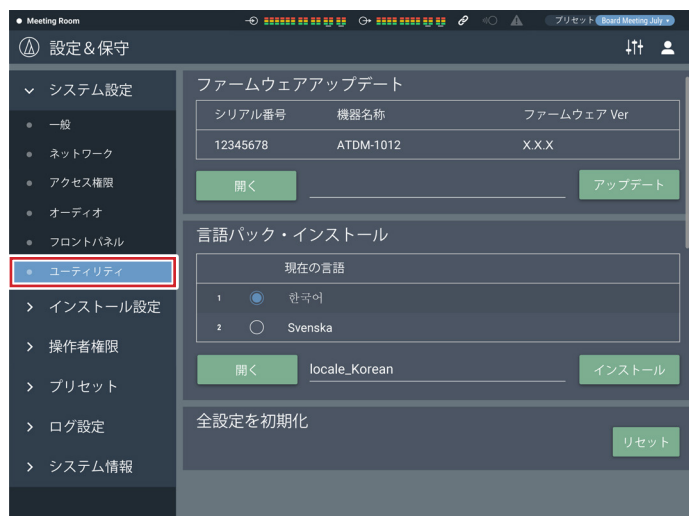 Meeting Room
プリセット Board Meeting July
設定＆保守
システム設定
一般
ネットワーク
アクセス権限
オーディオ
フロントパネル
ユーティリティ
インストール設定
操作者権限
プリセット
ログ設定
システム情報
ファームウェアアップデート
シリアル番号 機器名称 ファームウェア Ver
12345678 ATDM-1012 X.X.X
開く アップデート
言語パック・インストール
現在の言語
1 한국어
2 Svenska
開く locale_Korean インストール
全設定を初期化
リセット